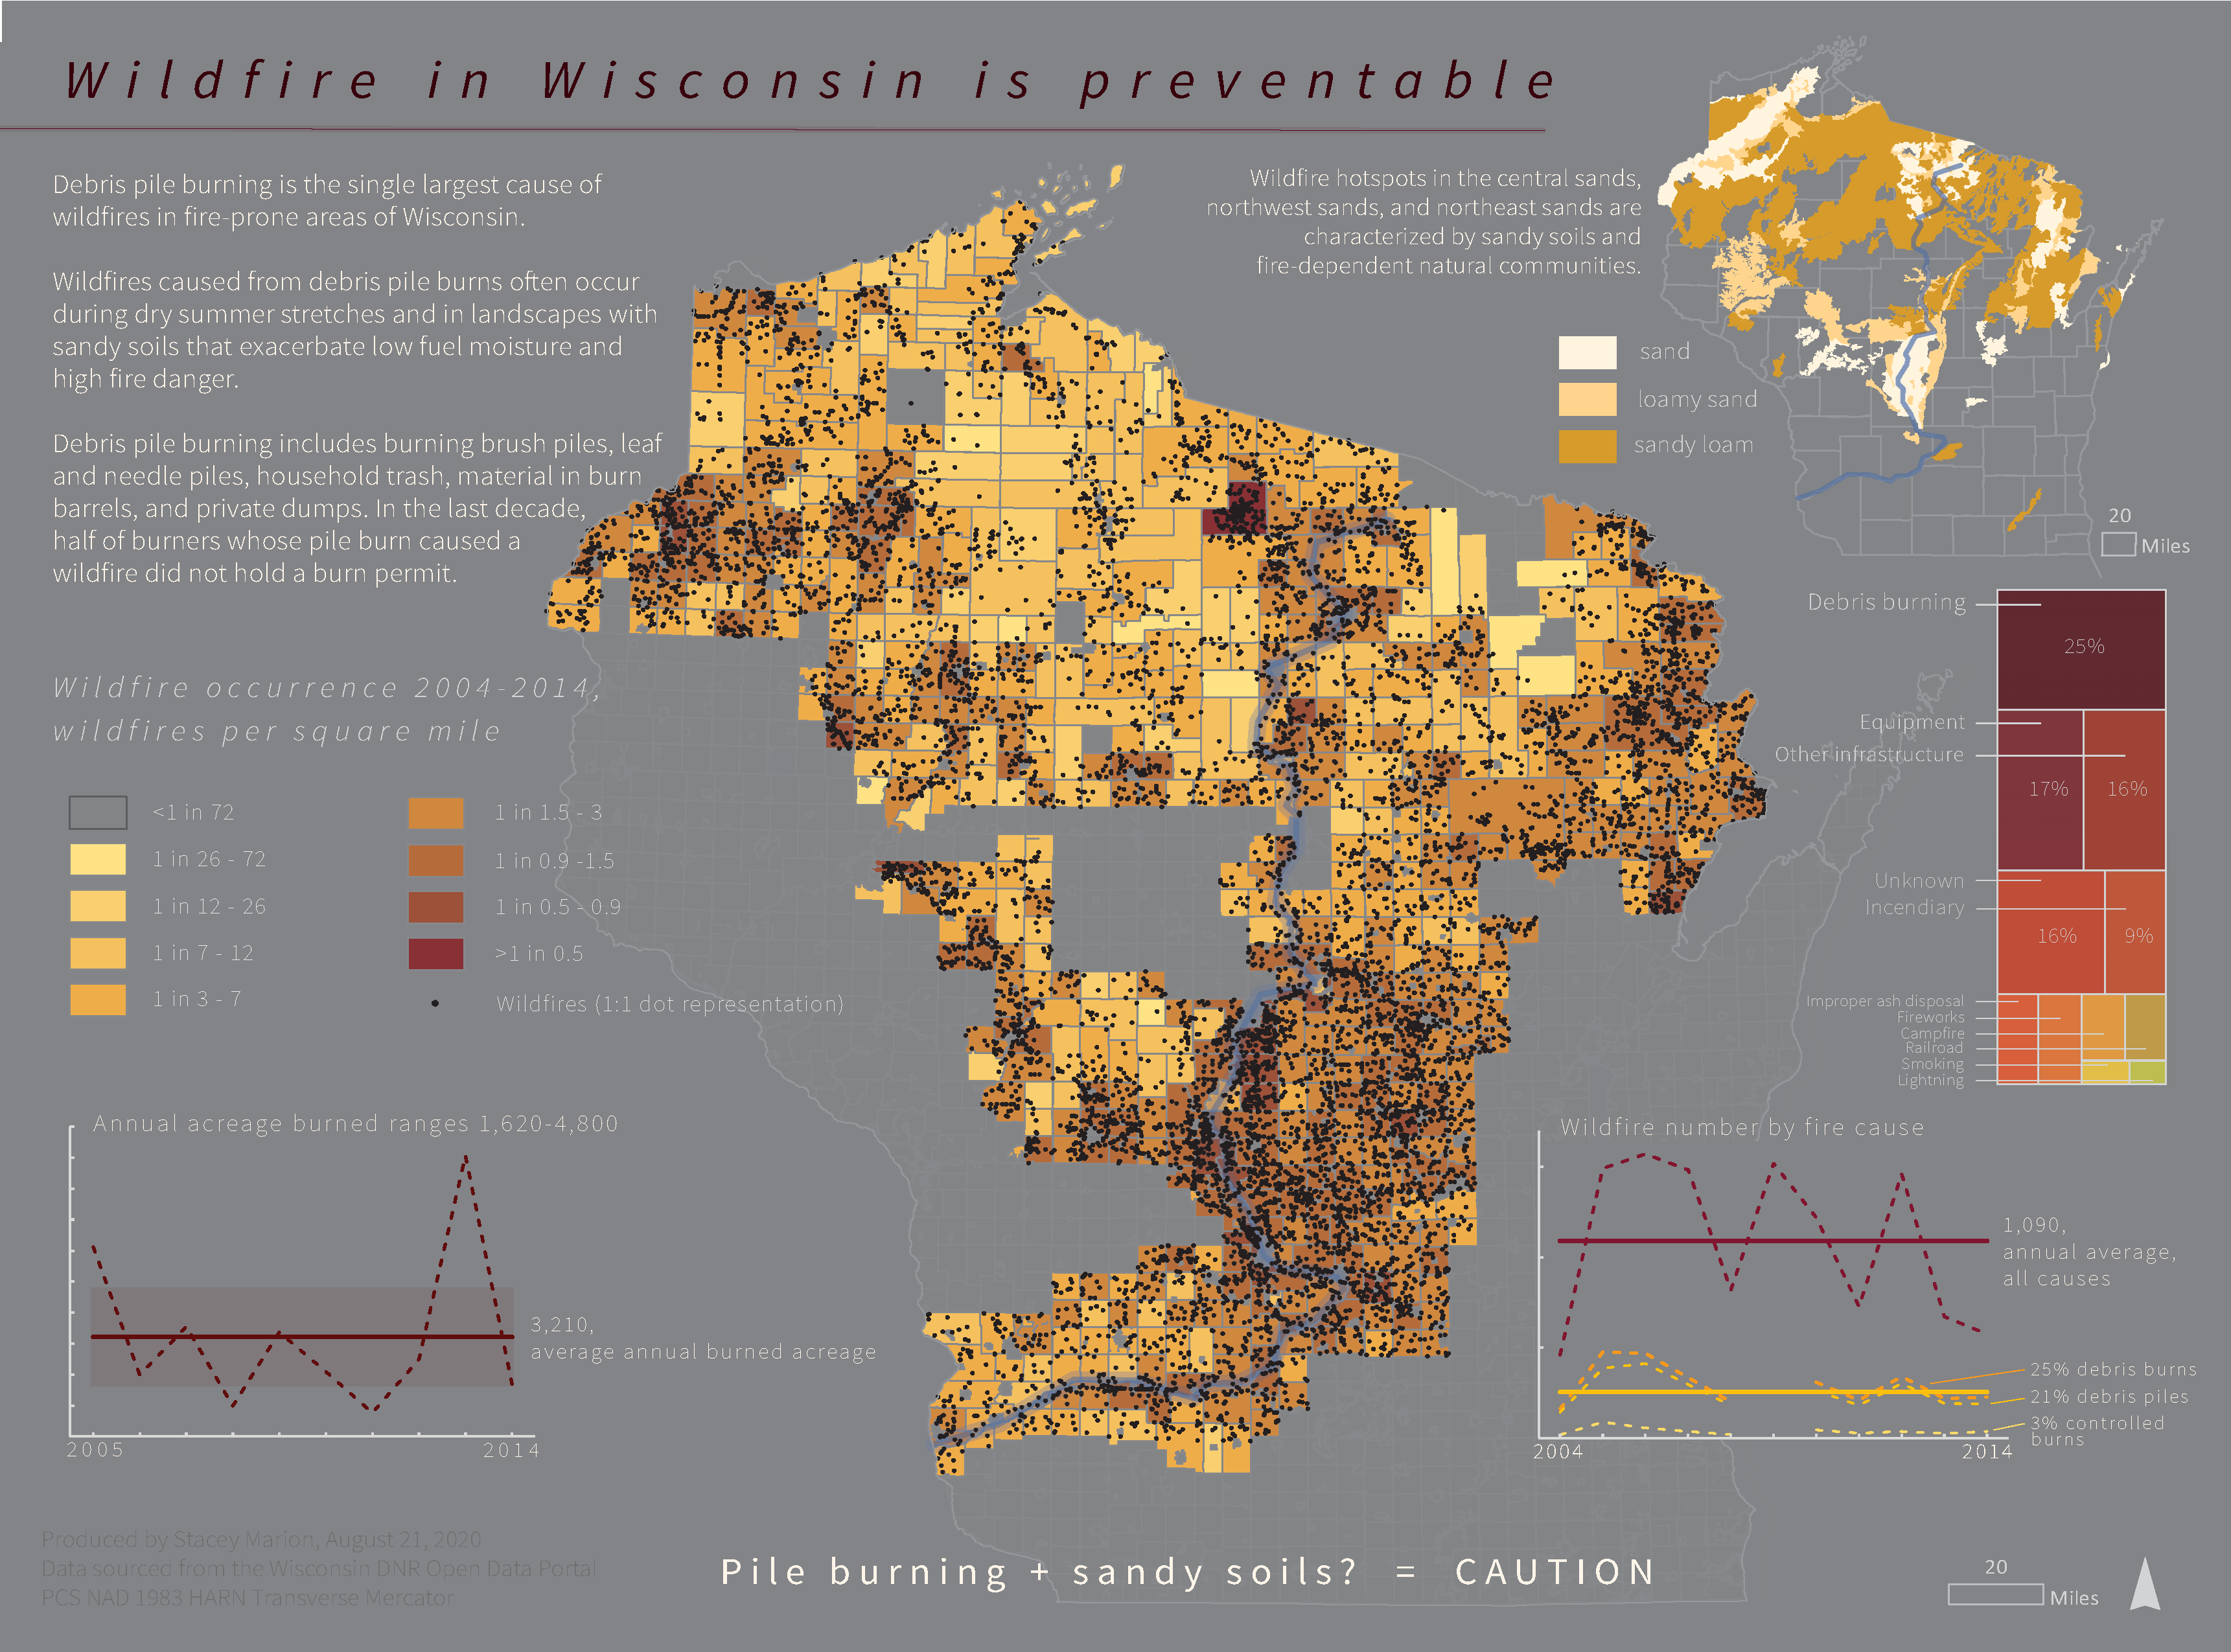 Wildfire in Wisconsin is preventable
Debris pile burning is the single largest cause of
wildfires in fire-prone areas of Wisconsin.
Wildfires caused from debris pile burns often occur
during dry summer stretches and in landscapes with
sandy soils that exacerbate low fuel moisture and
high fire danger.
Debris pile burning includes burning brush piles, leaf
and needle piles, household trash, material in burn
barrels, and private dumps. In the last decade,
half of burners whose pile burn caused a
wildfire did not hold a burn permit.
Wildfire hotspots in the central sands,
northwest sands, and northeast sands are
characterized by sandy soils and
fire-dependent natural communities.
sand
loamy sand
sandy loam
20
Miles
Wildfire occurrence 2004-2014,
wildfires per square mile
<1 in 72
1 in 26 - 72
1 in 12 - 26
1 in 7 - 12
1 in 3 - 7
1 in 1.5 - 3
1 in 0.9 -1.5
1 in 0.5 - 0.9
>1 in 0.5
Wildfires (1:1 dot representation)
Debris burning
25%
Equipment
Other infrastructure
17%
16%
Unknown
Incendiary
16%
9%
Improper ash disposal
Fireworks
Campfire
Railroad
Smoking
Lightning
Annual acreage burned ranges 1,620-4,800
3,210,
average annual burned acreage
2005
2014
Wildfire number by fire cause
1,090,
annual average,
all causes
25% debris burns
21% debris piles
3% controlled
burns
2004
2014
Produced by Stacey Marion, August 21, 2020
Data sourced from the Wisconsin DNR Open Data Portal
PCS NAD 1983 HARN Transverse Mercator
Pile burning + sandy soils? = CAUTION
20
Miles